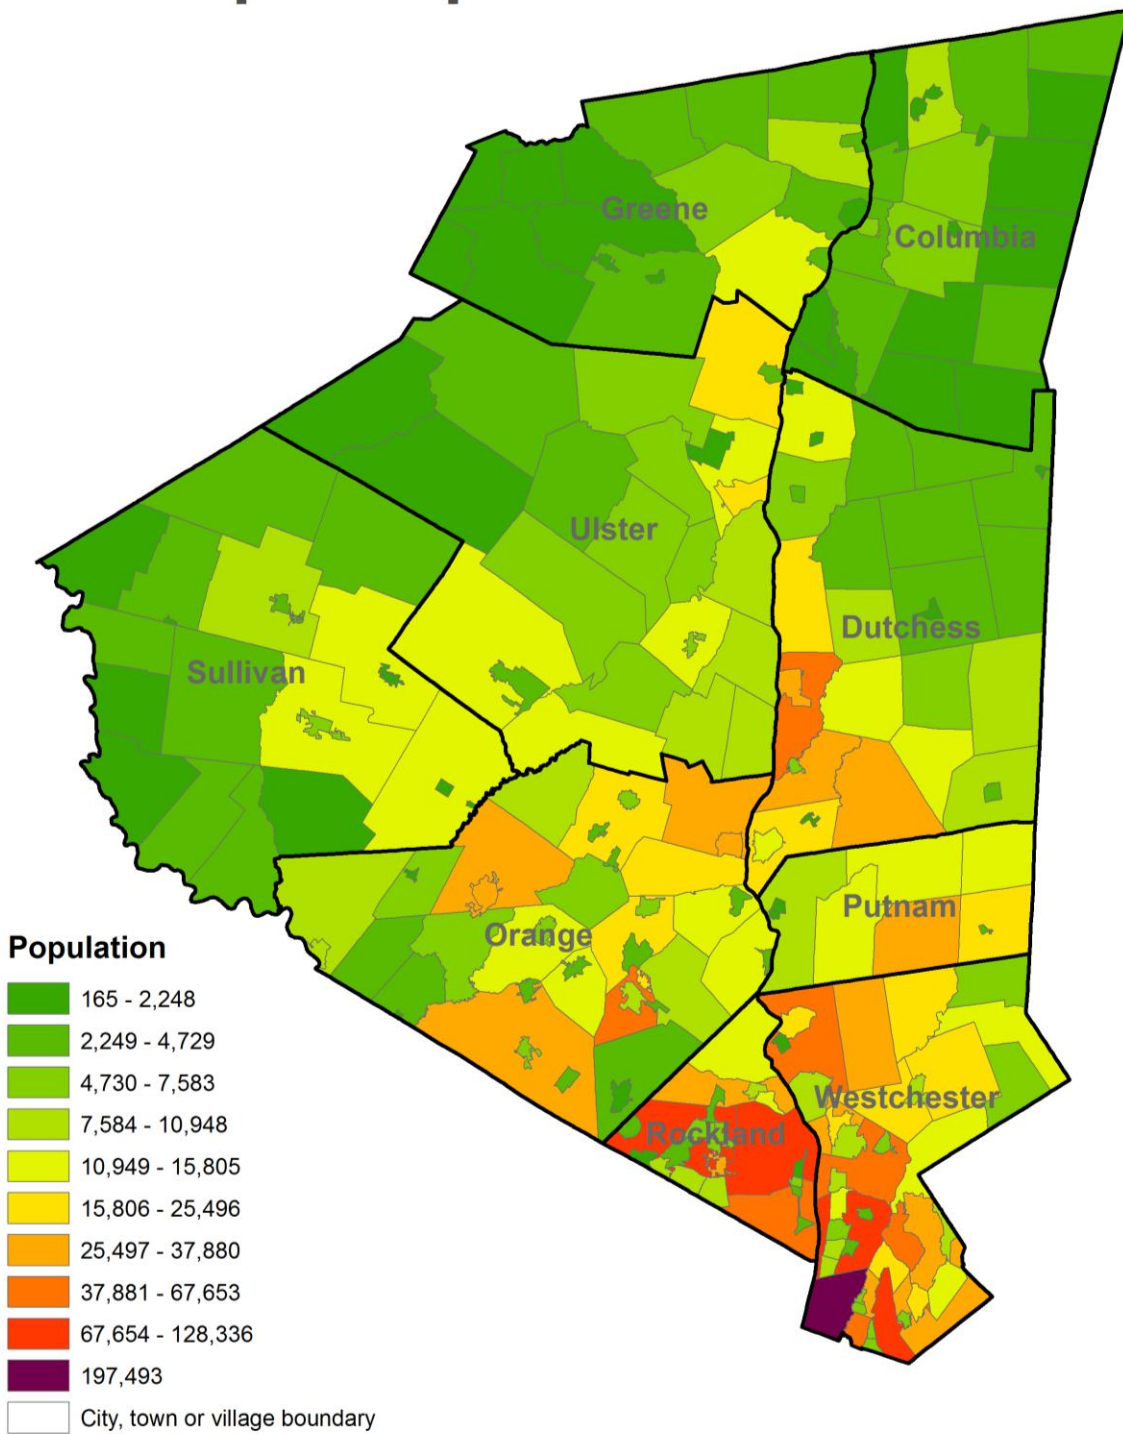 Greene
Columbia
Ulster
Dutchess
Sullivan
Putnam
Orange
Westchester
Rockland
Population
165 - 2,248
2,249 - 4,729
4,730 - 7,583
7,584 - 10,948
10,949 - 15,805
15,806 - 25,496
25,497 - 37,880
37,881 - 67,653
67,654 - 128,336
197,493
City, town or village boundary